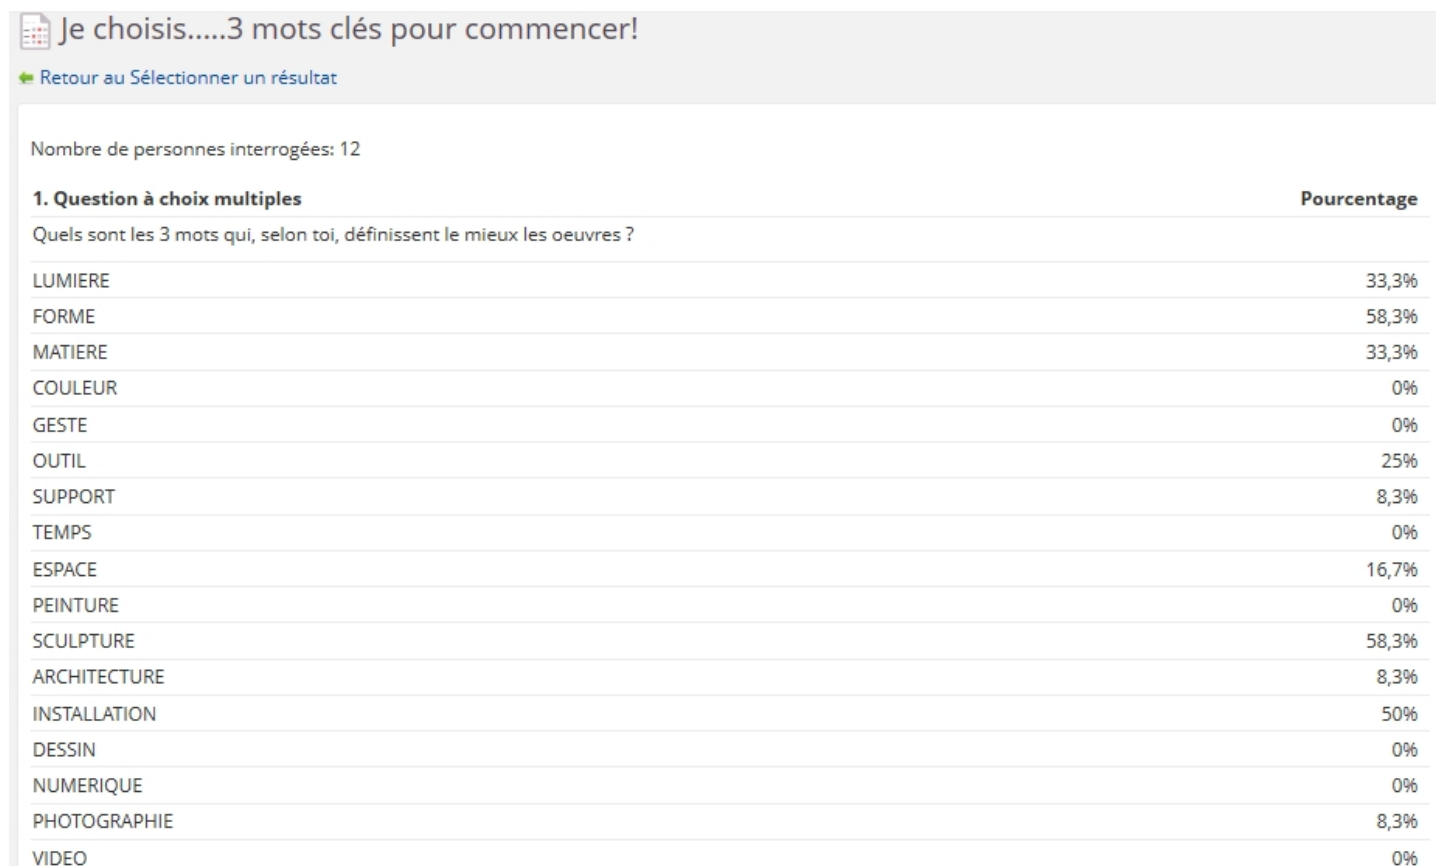 Je choisis.....3 mots clés pour commencer!
Retour au Sélectionner un résultat
Nombre de personnes interrogées: 12
1. Question à choix multiples Pourcentage
Quels sont les 3 mots qui, selon toi, définissent le mieux les oeuvres ?
LUMIERE 33,3%
FORME 58,3%
MATIERE 33,3%
COULEUR 0%
GESTE 0%
OUTIL 25%
SUPPORT 8,3%
TEMPS 0%
ESPACE 16,7%
PEINTURE 0%
SCULPTURE 58,3%
ARCHITECTURE 8,3%
INSTALLATION 50%
DESSIN 0%
NUMERIQUE 0%
PHOTOGRAPHIE 8,3%
VIDEO 0%